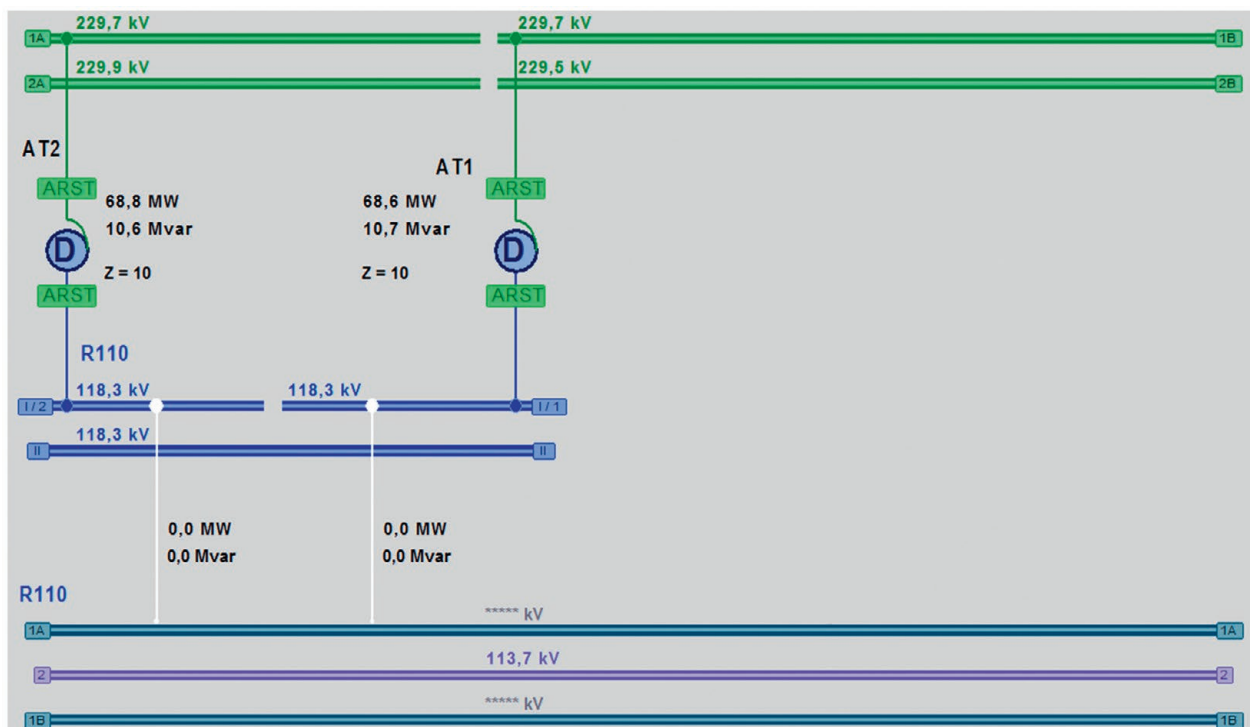 229,7 kV 229,7 kV
1A 1B
229,9 kV 229,5 kV
2A 2B
AT2 AT1
ARST ARST
68,8 MW 68,6 MW
10,6 Mvar 10,7 Mvar
D D
Z = 10 Z = 10
ARST ARST
R110
118,3 kV 118,3 kV
I / 2 I / 1
118,3 kV
II II
0,0 MW 0,0 MW
0,0 Mvar 0,0 Mvar
R110
***** kV
1A 1A
113,7 kV
2 2
***** kV
1B 1B